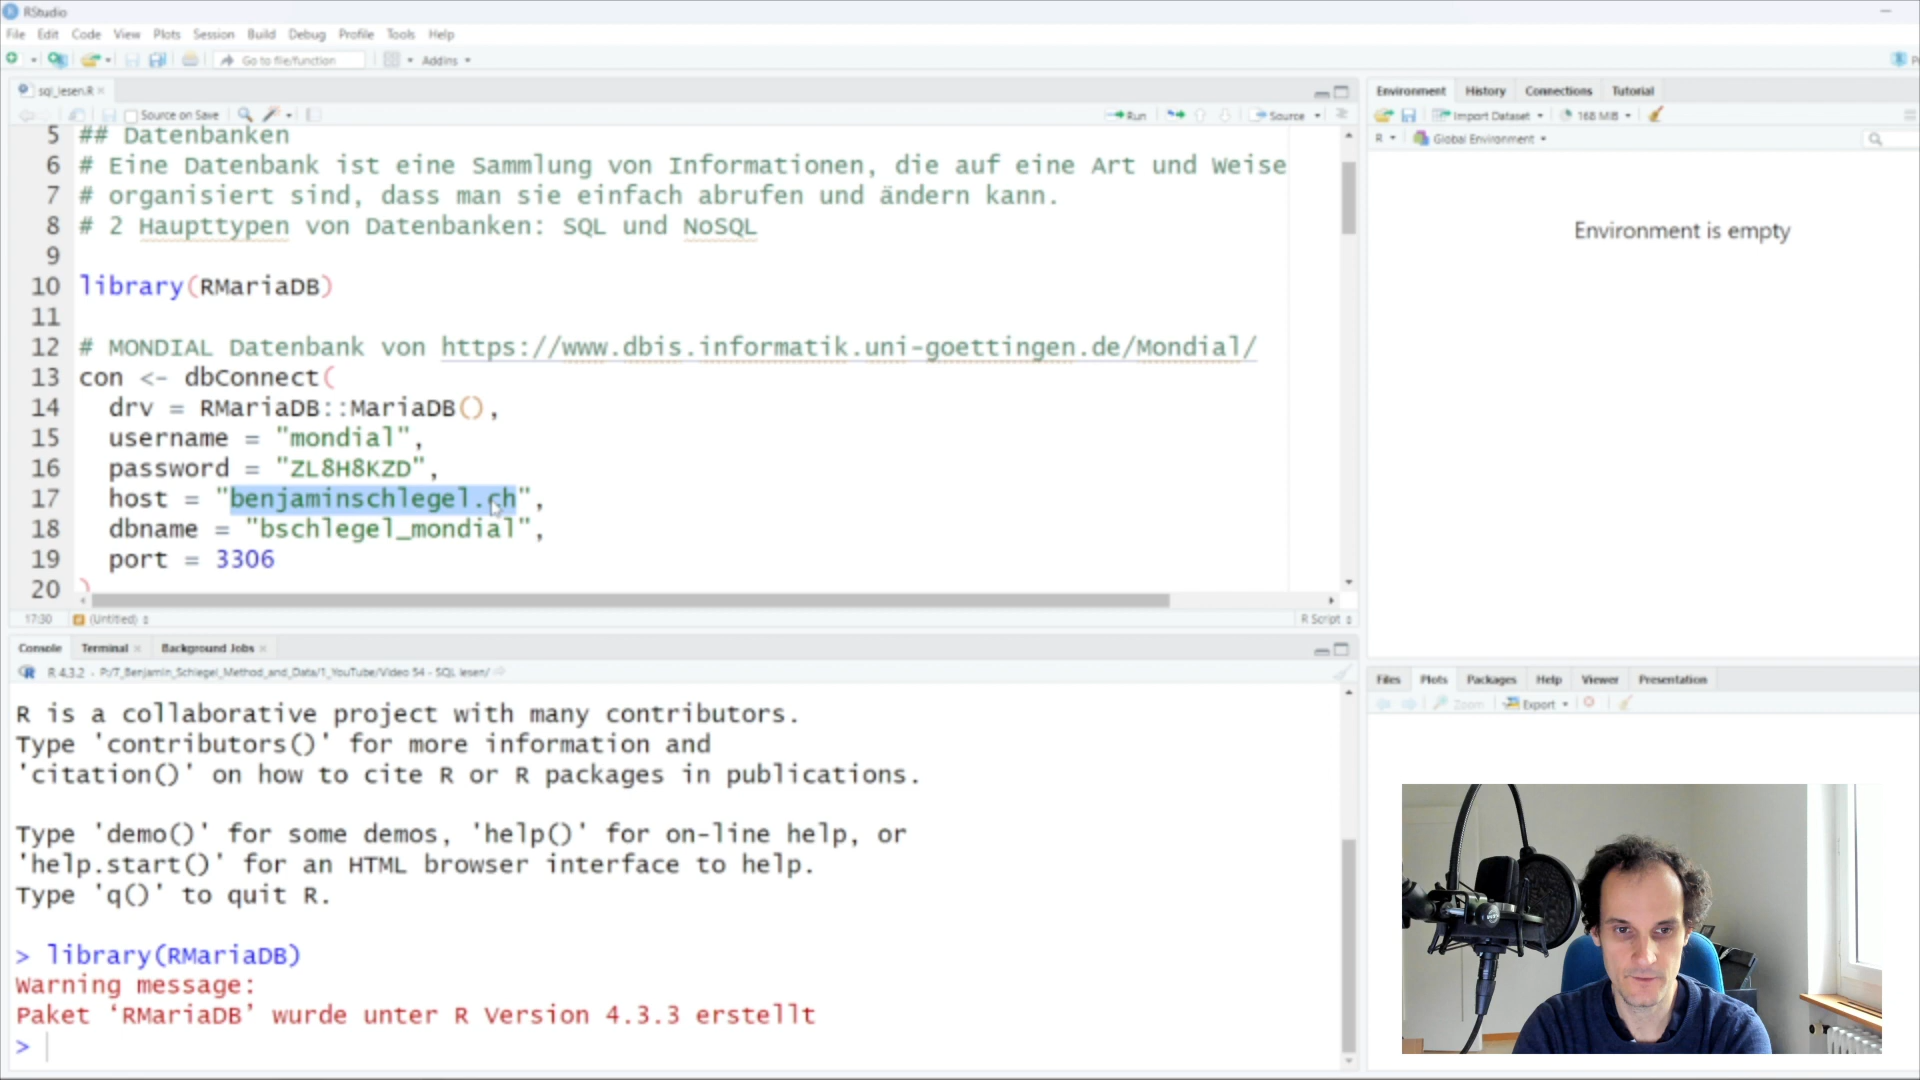 RStudio
File Edit Code View Plots Session Build Debug Profile Tools Help
Go to file/function Addins
sql_lesen.R
Source on Save Run Source
5 ## Datenbanken
6 # Eine Datenbank ist eine Sammlung von Informationen, die auf eine Art und Weise
7 # organisiert sind, dass man sie einfach abrufen und ändern kann.
8 # 2 Haupttypen von Datenbanken: SQL und NoSQL
9
10 library(RMariaDB)
11
12 # MONDIAL Datenbank von https://www.dbis.informatik.uni-goettingen.de/Mondial/
13 con <- dbConnect(
14 drv = RMariaDB::MariaDB(),
15 username = "mondial",
16 password = "ZL8H8KZD",
17 host = "benjaminschlegel.ch",
18 dbname = "bschlegel_mondial",
19 port = 3306
20 )
17:30 (Untitled) R Script
Console Terminal Background Jobs
R 4.3.2 - P:/7_Benjamin_Schlegel_Method_and_Data/1_YouTube/Video 54 - SQL lesen/
R is a collaborative project with many contributors.
Type 'contributors()' for more information and
'citation()' on how to cite R or R packages in publications.
Type 'demo()' for some demos, 'help()' for on-line help, or
'help.start()' for an HTML browser interface to help.
Type 'q()' to quit R.
> library(RMariaDB)
Warning message:
Paket ‘RMariaDB’ wurde unter R Version 4.3.3 erstellt
>
Environment History Connections Tutorial
Import Dataset 168 MiB
R Global Environment
Environment is empty
Files Plots Packages Help Viewer Presentation
Zoom Export